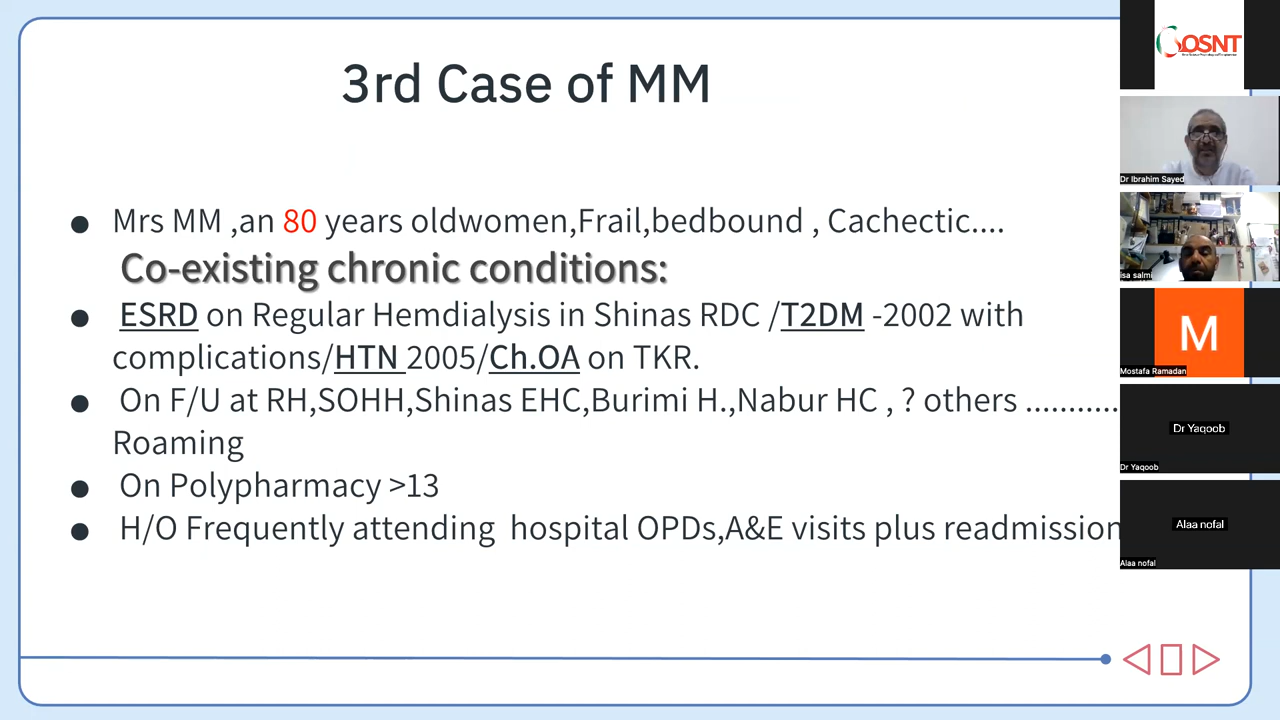 3rd Case of MM
Mrs MM ,an 80 years oldwomen,Frail,bedbound , Cachectic....
Co-existing chronic conditions:
ESRD on Regular Hemdialysis in Shinas RDC /T2DM -2002 with
complications/HTN 2005/Ch.OA on TKR.
On F/U at RH,SOHH,Shinas EHC,Burimi H.,Nabur HC , ? others ............
Roaming
On Polypharmacy >13
H/O Frequently attending hospital OPDs,A&E visits plus readmission
OSNT
Dr Ibrahim Sayed
isa salmi
M
Mostafa Ramadan
Dr Yaqoob
Dr Yaqoob
Alaa nofal
Alaa nofal